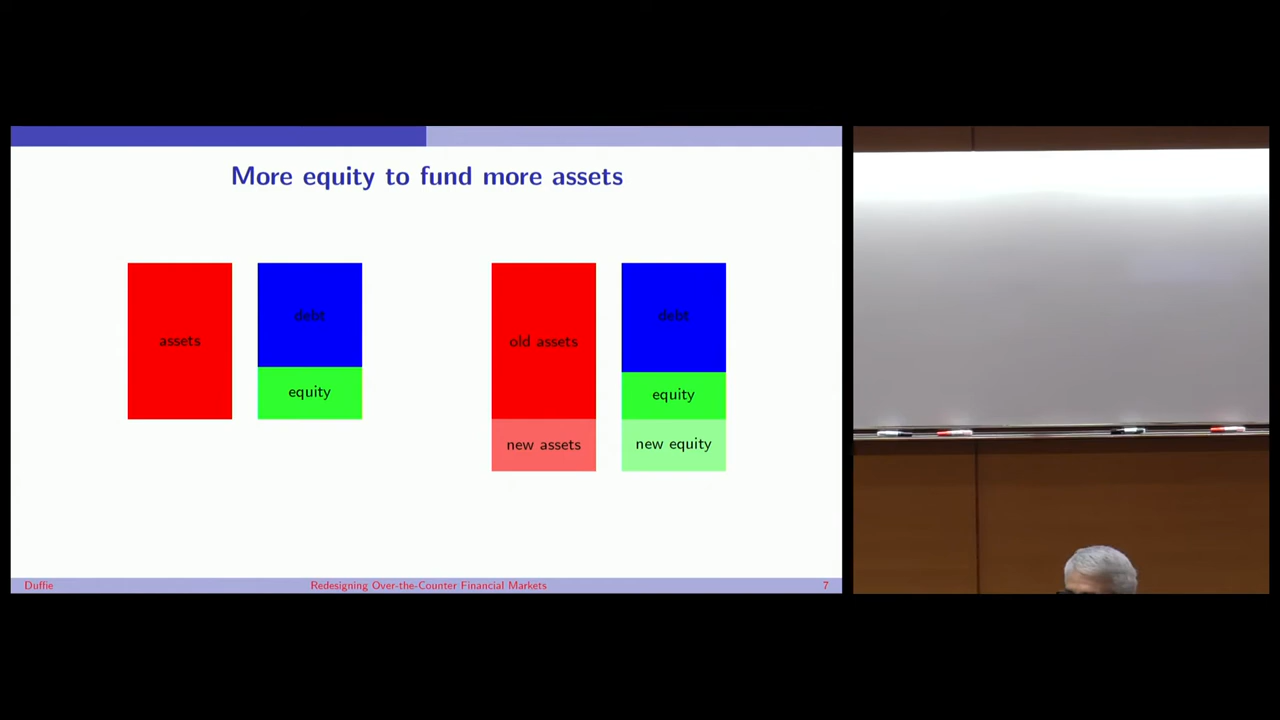 More equity to fund more assets
assets
debt
equity
old assets
new assets
debt
equity
new equity
Duffie
Redesigning Over-the-Counter Financial Markets
7